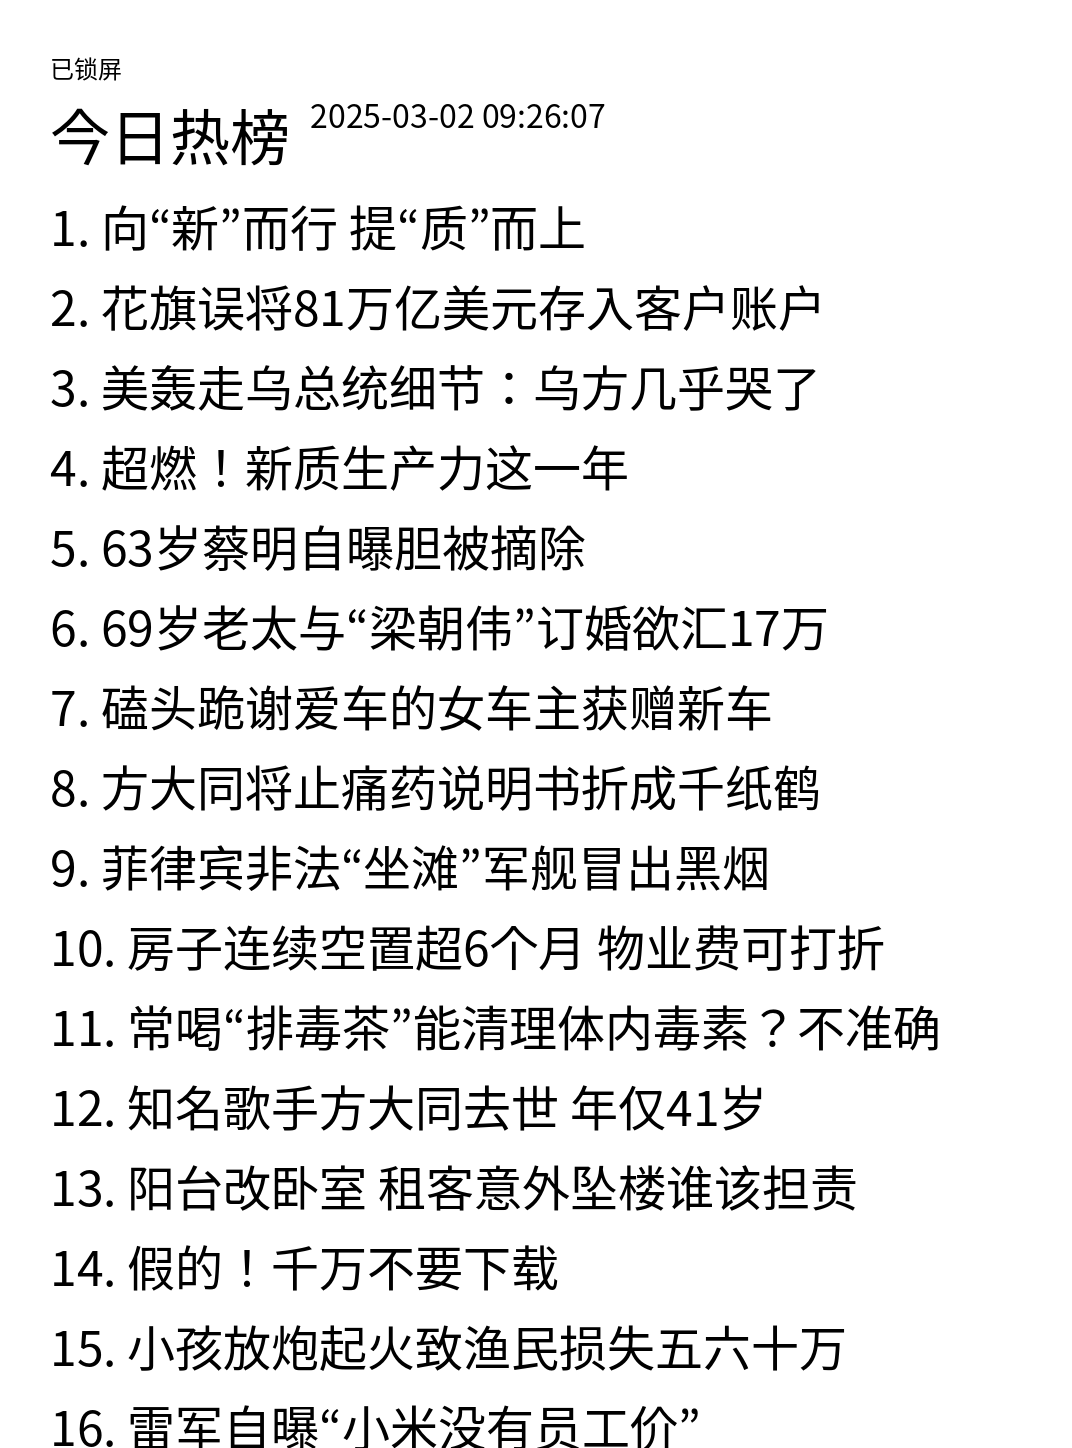 已锁屏
今日热榜 2025-03-02 09:26:07
1. 向“新”而行 提“质”而上
2. 花旗误将81万亿美元存入客户账户
3. 美轰走乌总统细节：乌方几乎哭了
4. 超燃！新质生产力这一年
5. 63岁蔡明自曝胆被摘除
6. 69岁老太与“梁朝伟”订婚欲汇17万
7. 磕头跪谢爱车的女车主获赠新车
8. 方大同将止痛药说明书折成千纸鹤
9. 菲律宾非法“坐滩”军舰冒出黑烟
10. 房子连续空置超6个月 物业费可打折
11. 常喝“排毒茶”能清理体内毒素？不准确
12. 知名歌手方大同去世 年仅41岁
13. 阳台改卧室 租客意外坠楼谁该担责
14. 假的！千万不要下载
15. 小孩放炮起火致渔民损失五六十万
16. 雷军自曝“小米没有员工价”